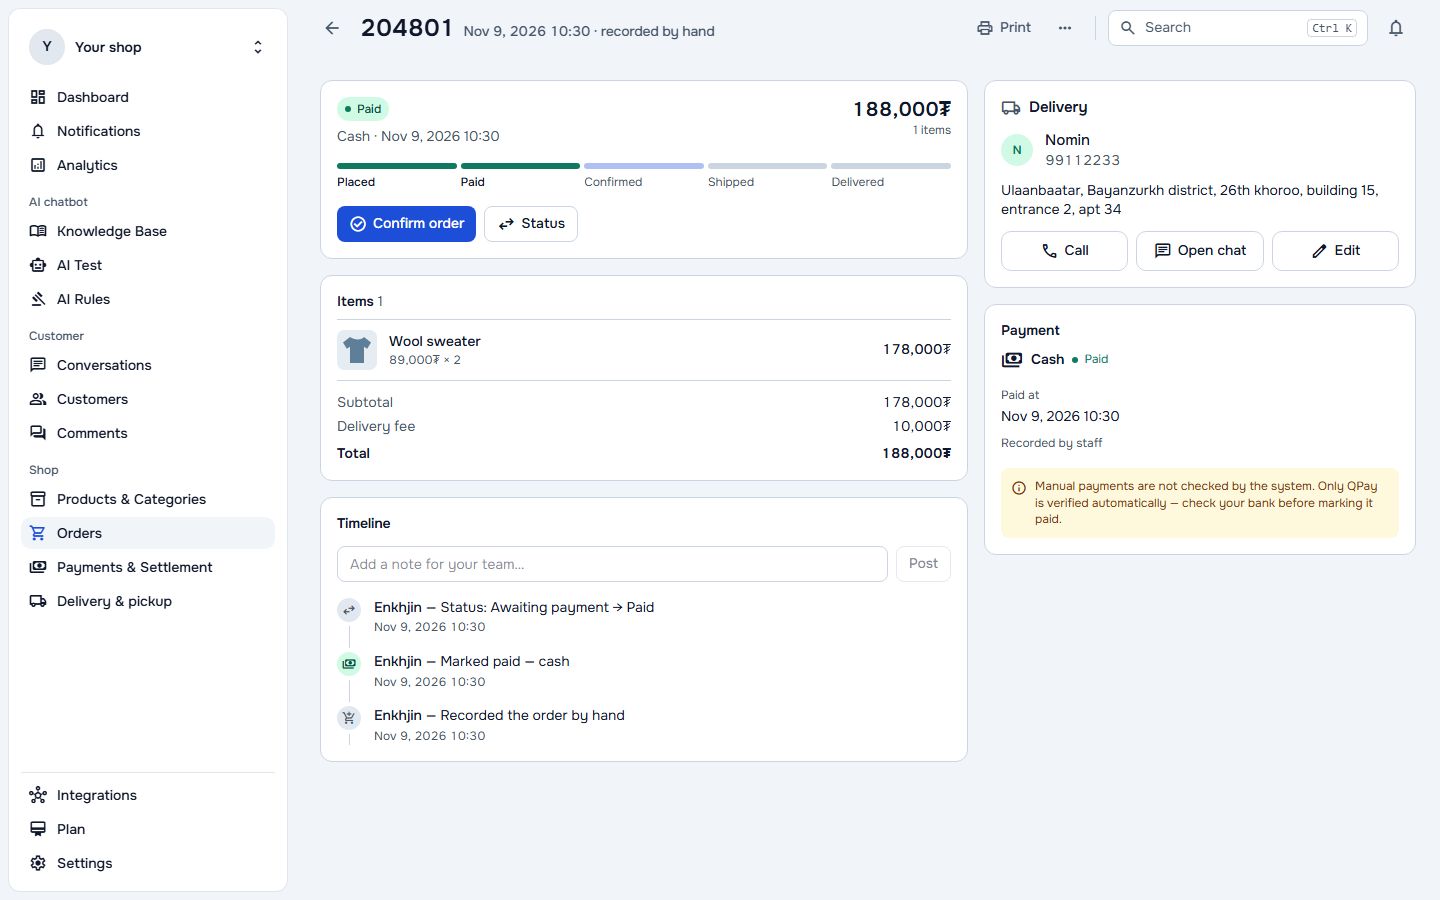 Y Your shop
Dashboard
Notifications
Analytics
AI chatbot
Knowledge Base
AI Test
AI Rules
Customer
Conversations
Customers
Comments
Shop
Products & Categories
Orders
Payments & Settlement
Delivery & pickup
Integrations
Plan
Settings
204801 Nov 9, 2026 10:30 · recorded by hand
Print
Search Ctrl K
Paid
188,000₮
Cash · Nov 9, 2026 10:30
1 items
Placed Paid Confirmed Shipped Delivered
Confirm order Status
Items 1
Wool sweater
89,000₮ × 2
178,000₮
Subtotal 178,000₮
Delivery fee 10,000₮
Total 188,000₮
Timeline
Add a note for your team... Post
Enkhjin — Status: Awaiting payment → Paid
Nov 9, 2026 10:30
Enkhjin — Marked paid — cash
Nov 9, 2026 10:30
Enkhjin — Recorded the order by hand
Nov 9, 2026 10:30
Delivery
N Nomin
99112233
Ulaanbaatar, Bayanzurkh district, 26th khoroo, building 15,
entrance 2, apt 34
Call Open chat Edit
Payment
Cash Paid
Paid at
Nov 9, 2026 10:30
Recorded by staff
Manual payments are not checked by the system. Only QPay
is verified automatically — check your bank before marking it
paid.